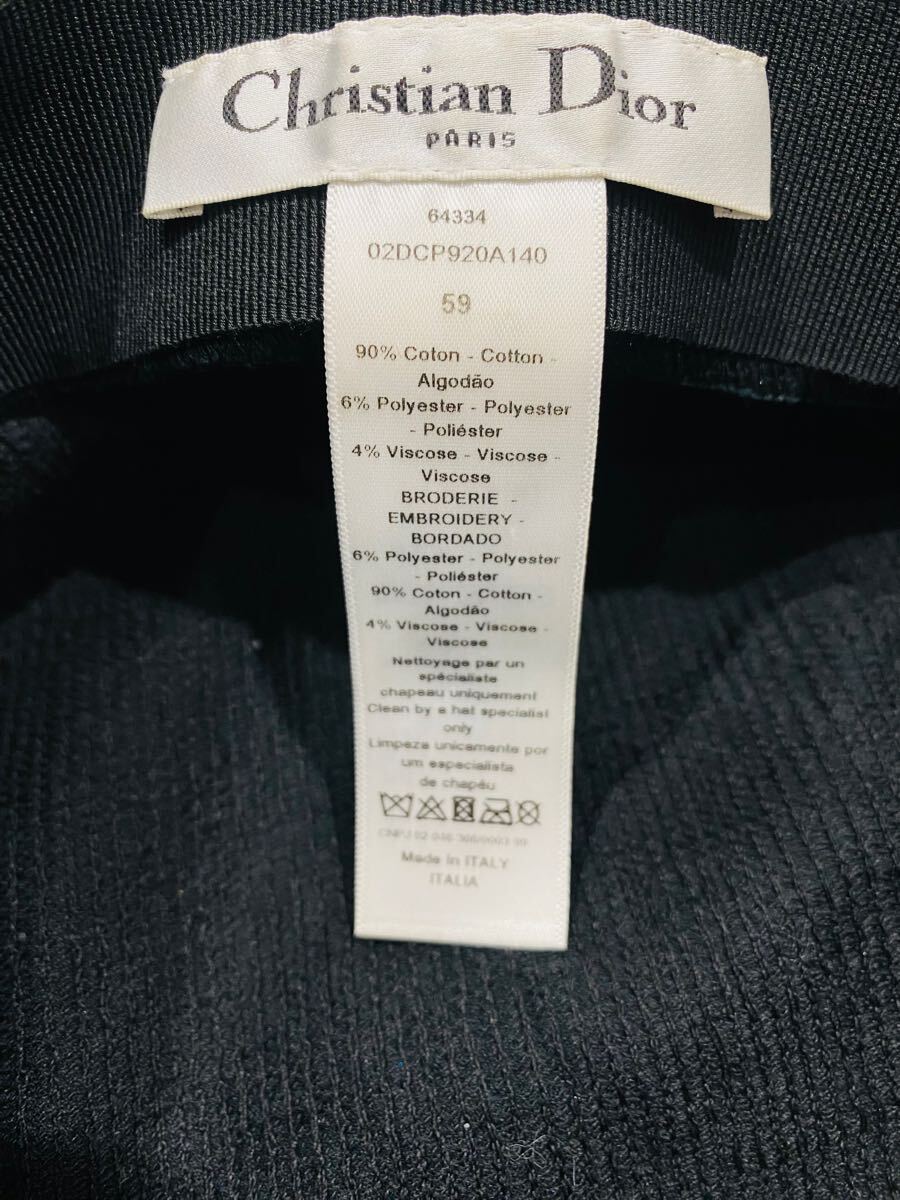 Christian Dior
PARIS
64334
02DCP920A140
59
90% Coton - Cotton -
Algodão
6% Polyester - Polyester
- Poliéster
4% Viscose - Viscose -
Viscose
BRODERIE -
EMBROIDERY -
BORDADO
6% Polyester - Polyester
- Poliéster
90% Coton - Cotton -
Algodão
4% Viscose - Viscose -
Viscose
Nettoyage par un
spécialiste
chapeau uniquement
Clean by a hat specialist
only
Limpeza unicamente por
um especialista
de chapéu
CNPJ 02
Made in ITALY
ITALIA